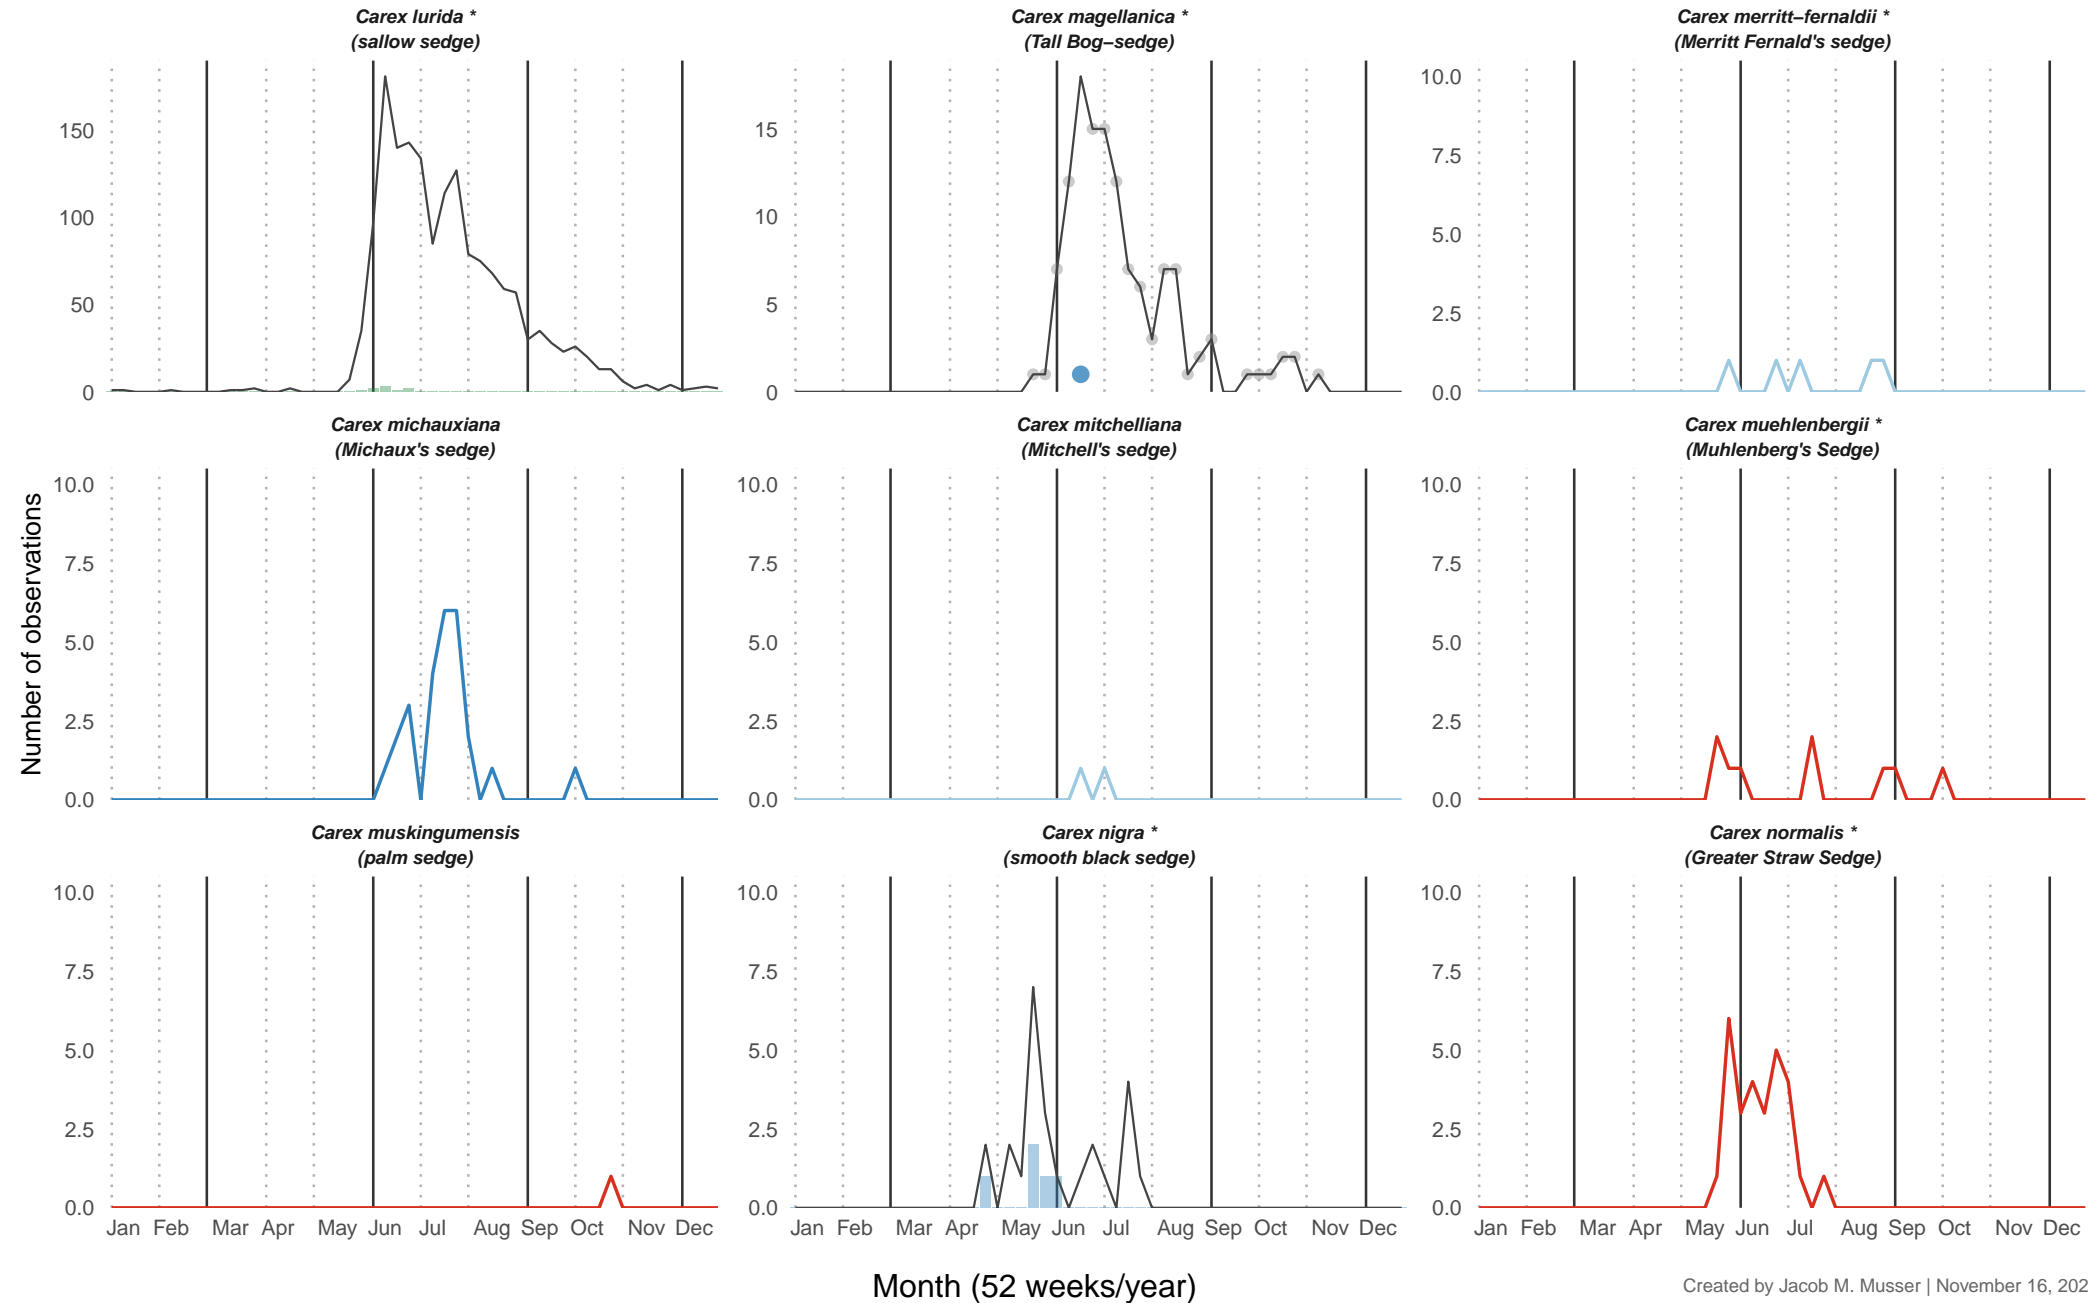 Carex lurida *
(sallow sedge)
Carex magellanica *
(Tall Bog–sedge)
Carex merritt–fernaldii *
(Merritt Fernald's sedge)
150
100
50
0
15
10
5
0
10.0
7.5
5.0
2.5
0.0
Carex michauxiana
(Michaux's sedge)
Carex mitchelliana
(Mitchell's sedge)
Carex muehlenbergii *
(Muhlenberg's Sedge)
Number of observations
10.0
7.5
5.0
2.5
0.0
10.0
7.5
5.0
2.5
0.0
10.0
7.5
5.0
2.5
0.0
Carex muskingumensis
(palm sedge)
Carex nigra *
(smooth black sedge)
Carex normalis *
(Greater Straw Sedge)
10.0
7.5
5.0
2.5
0.0
10.0
7.5
5.0
2.5
0.0
10.0
7.5
5.0
2.5
0.0
Jan Feb Mar Apr May Jun Jul Aug Sep Oct Nov Dec
Jan Feb Mar Apr May Jun Jul Aug Sep Oct Nov Dec
Jan Feb Mar Apr May Jun Jul Aug Sep Oct Nov Dec
Month (52 weeks/year)
Created by Jacob M. Musser | November 16, 202